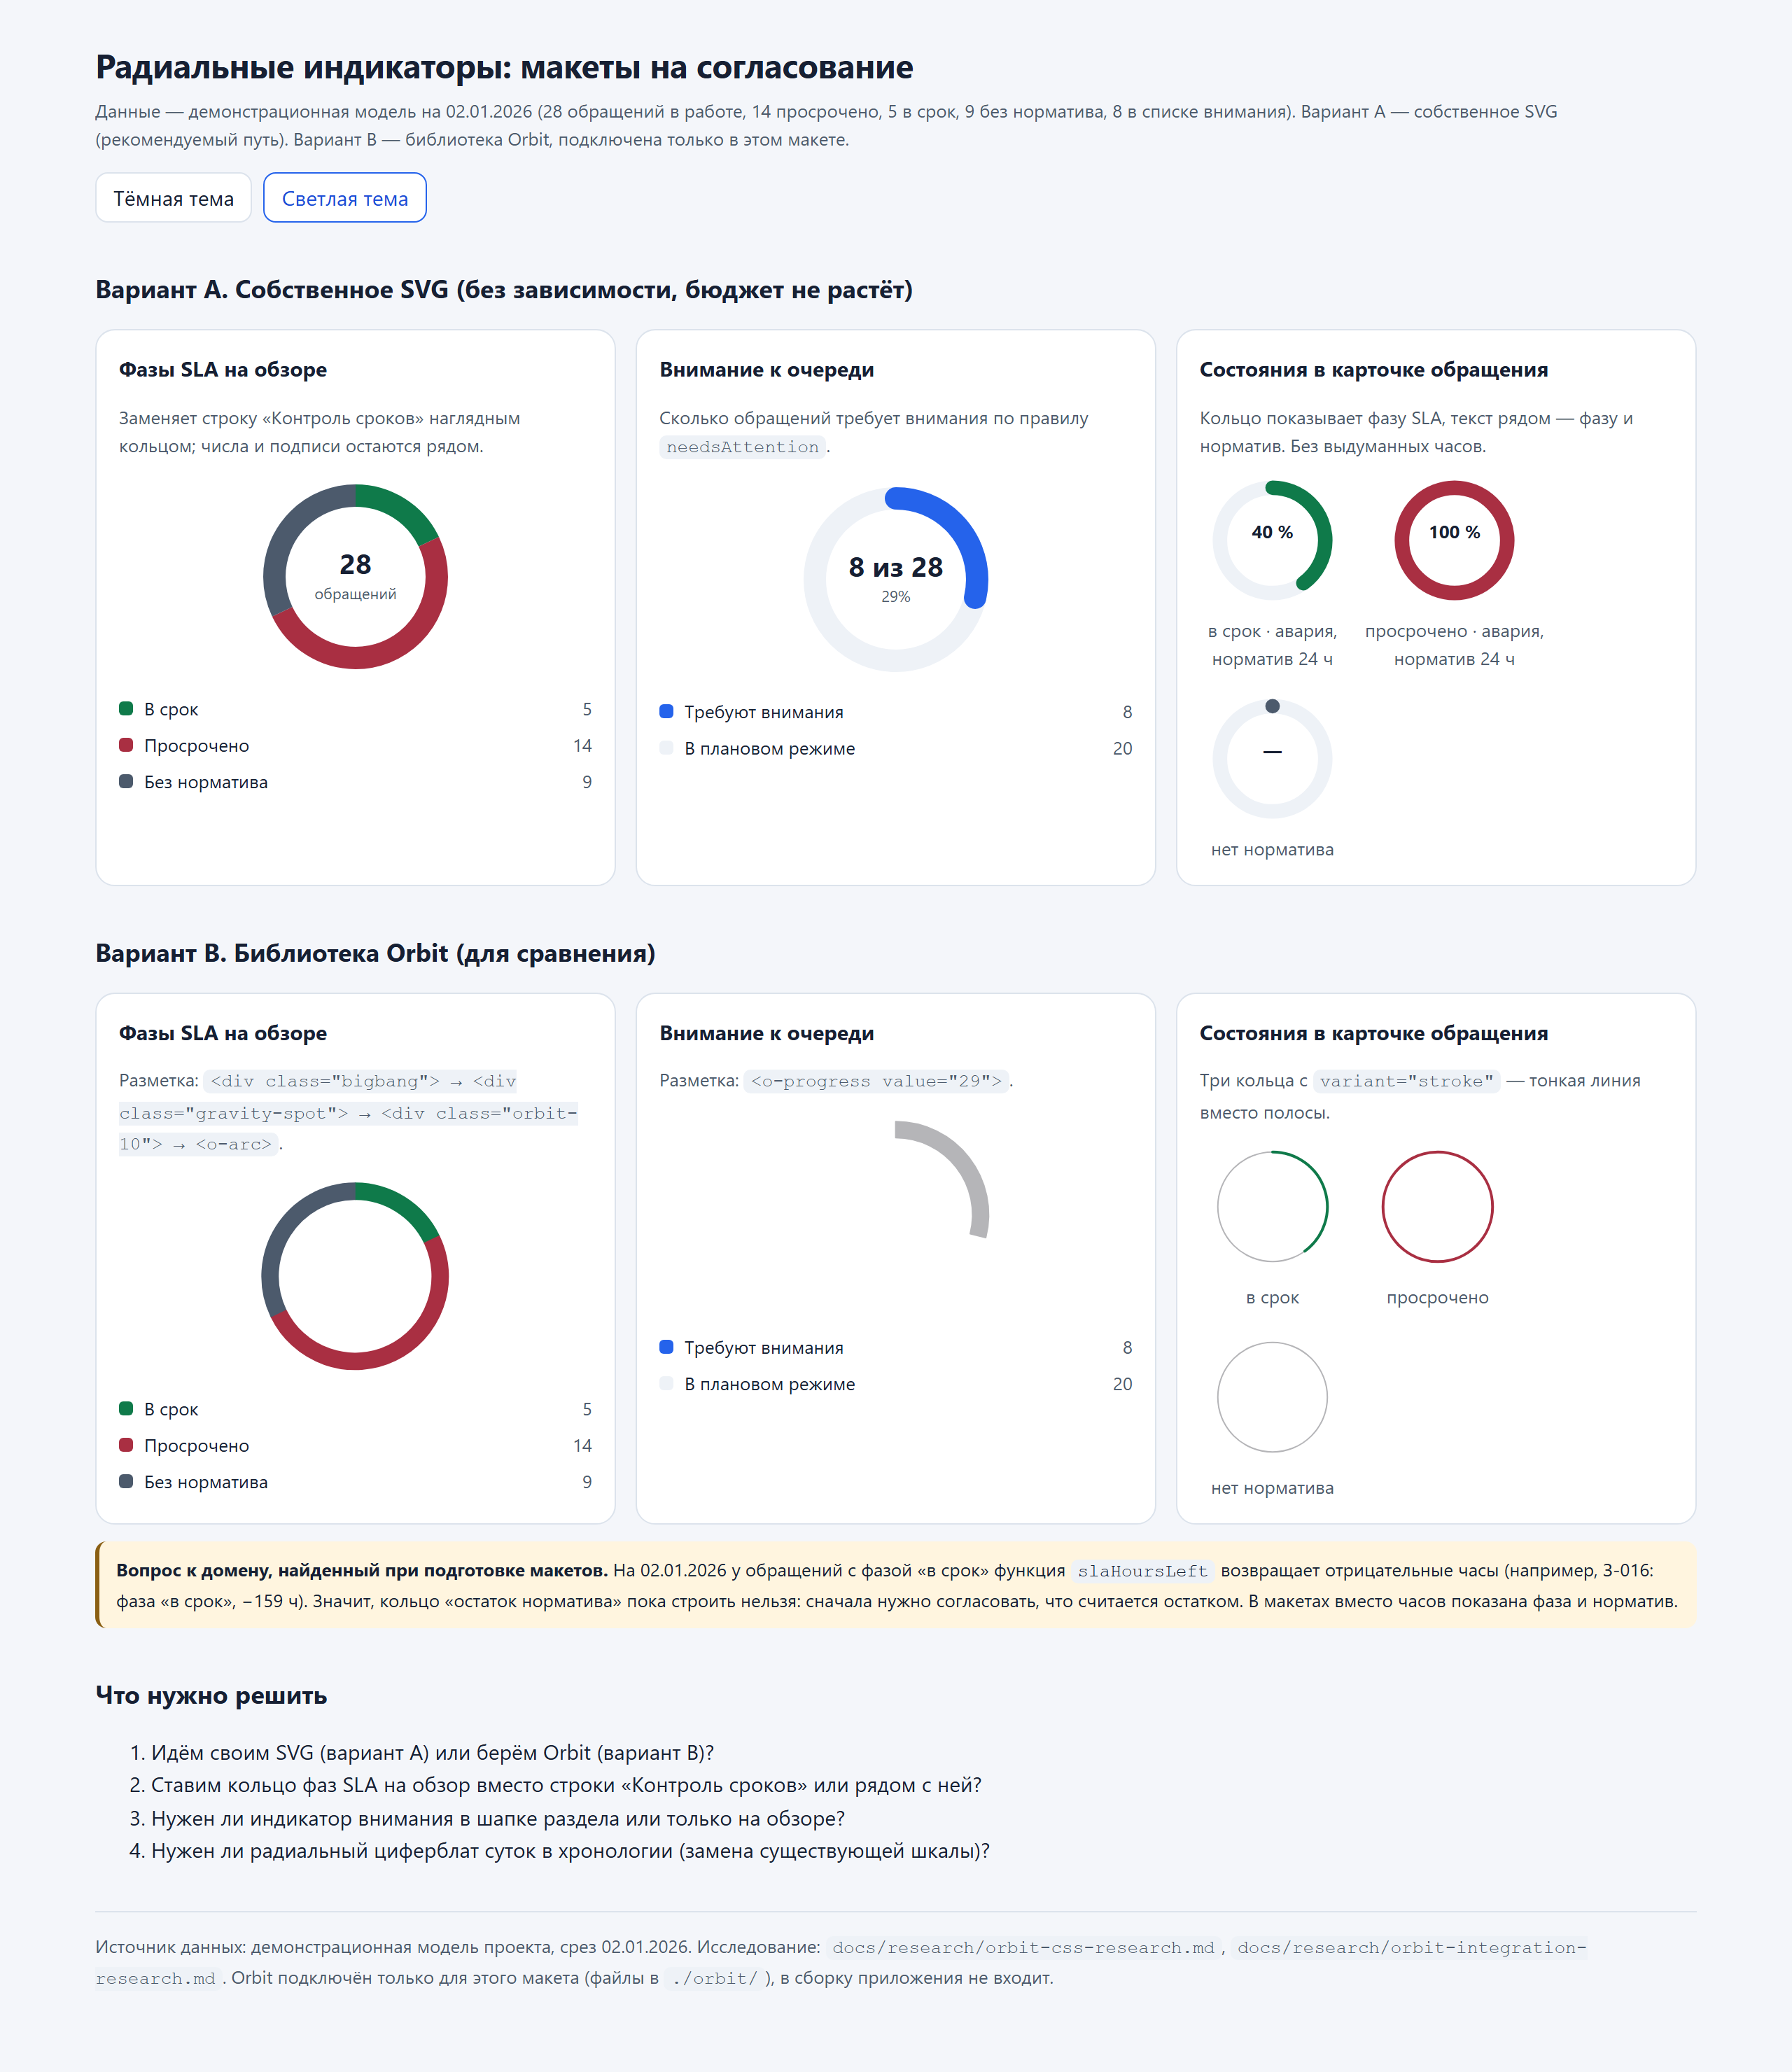 Радиальные индикаторы: макеты на согласование
Данные — демонстрационная модель на 02.01.2026 (28 обращений в работе, 14 просрочено, 5 в срок, 9 без норматива, 8 в списке внимания). Вариант A — собственное SVG
(рекомендуемый путь). Вариант B — библиотека Orbit, подключена только в этом макете.
Тёмная тема
Светлая тема
Вариант A. Собственное SVG (без зависимости, бюджет не растёт)
Фазы SLA на обзоре
Заменяет строку «Контроль сроков» наглядным
кольцом; числа и подписи остаются рядом.
28
обращений
В срок 5
Просрочено 14
Без норматива 9
Внимание к очереди
Сколько обращений требует внимания по правилу
needsAttention.
8 из 28
29%
Требуют внимания 8
В плановом режиме 20
Состояния в карточке обращения
Кольцо показывает фазу SLA, текст рядом — фазу и
норматив. Без выдуманных часов.
40 %
100 %
в срок · авария,
норматив 24 ч
просрочено · авария,
норматив 24 ч
—
нет норматива
Вариант B. Библиотека Orbit (для сравнения)
Фазы SLA на обзоре
Разметка: <div class="bigbang"> → <div
class="gravity-spot"> → <div class="orbit-
10"> → <o-arc>.
В срок 5
Просрочено 14
Без норматива 9
Внимание к очереди
Разметка: <o-progress value="29">.
Требуют внимания 8
В плановом режиме 20
Состояния в карточке обращения
Три кольца с variant="stroke" — тонкая линия
вместо полосы.
в срок
просрочено
нет норматива
Вопрос к домену, найденный при подготовке макетов. На 02.01.2026 у обращений с фазой «в срок» функция slaHoursLeft возвращает отрицательные часы (например, З-016:
фаза «в срок», −159 ч). Значит, кольцо «остаток норматива» пока строить нельзя: сначала нужно согласовать, что считается остатком. В макетах вместо часов показана фаза и норматив.
Что нужно решить
1. Идём своим SVG (вариант A) или берём Orbit (вариант B)?
2. Ставим кольцо фаз SLA на обзор вместо строки «Контроль сроков» или рядом с ней?
3. Нужен ли индикатор внимания в шапке раздела или только на обзоре?
4. Нужен ли радиальный циферблат суток в хронологии (замена существующей шкалы)?
Источник данных: демонстрационная модель проекта, срез 02.01.2026. Исследование: docs/research/orbit-css-research.md, docs/research/orbit-integration-
research.md. Orbit подключён только для этого макета (файлы в ./orbit/), в сборку приложения не входит.